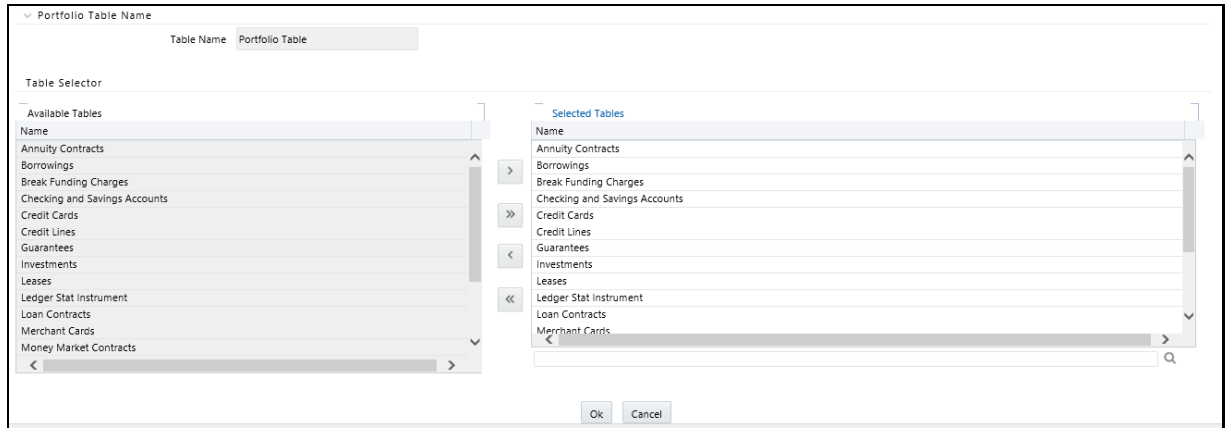 Portfolio Table Name
Table Name Portfolio Table
Table Selector
Available Tables
Name
Annuity Contracts
Borrowings
Break Funding Charges
Checking and Savings Accounts
Credit Cards
Credit Lines
Guarantees
Investments
Leases
Ledger Stat Instrument
Loan Contracts
Merchant Cards
Money Market Contracts
Selected Tables
Name
Annuity Contracts
Borrowings
Break Funding Charges
Checking and Savings Accounts
Credit Cards
Credit Lines
Guarantees
Investments
Leases
Ledger Stat Instrument
Loan Contracts
Merchant Cards
Ok Cancel